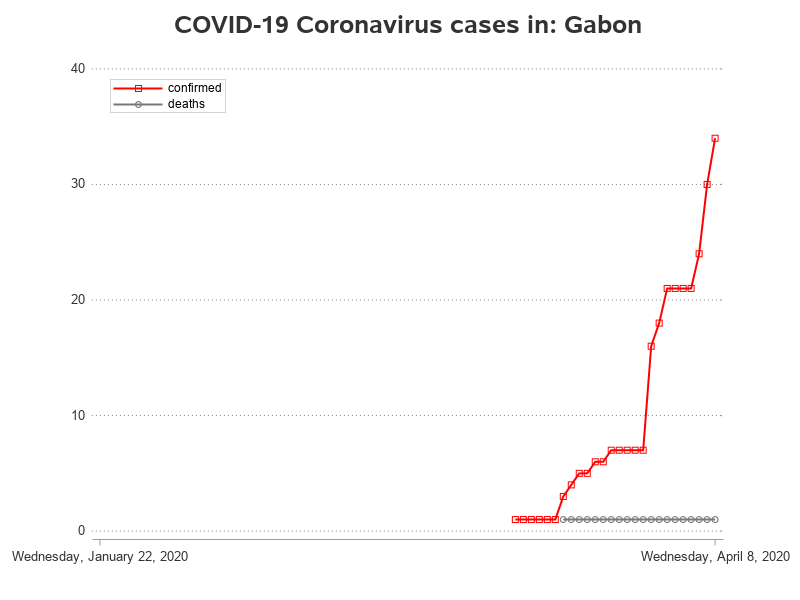 COVID-19 Coronavirus cases in: Gabon
40
confirmed
deaths
30
20
10
0
Wednesday, January 22, 2020
Wednesday, April 8, 2020